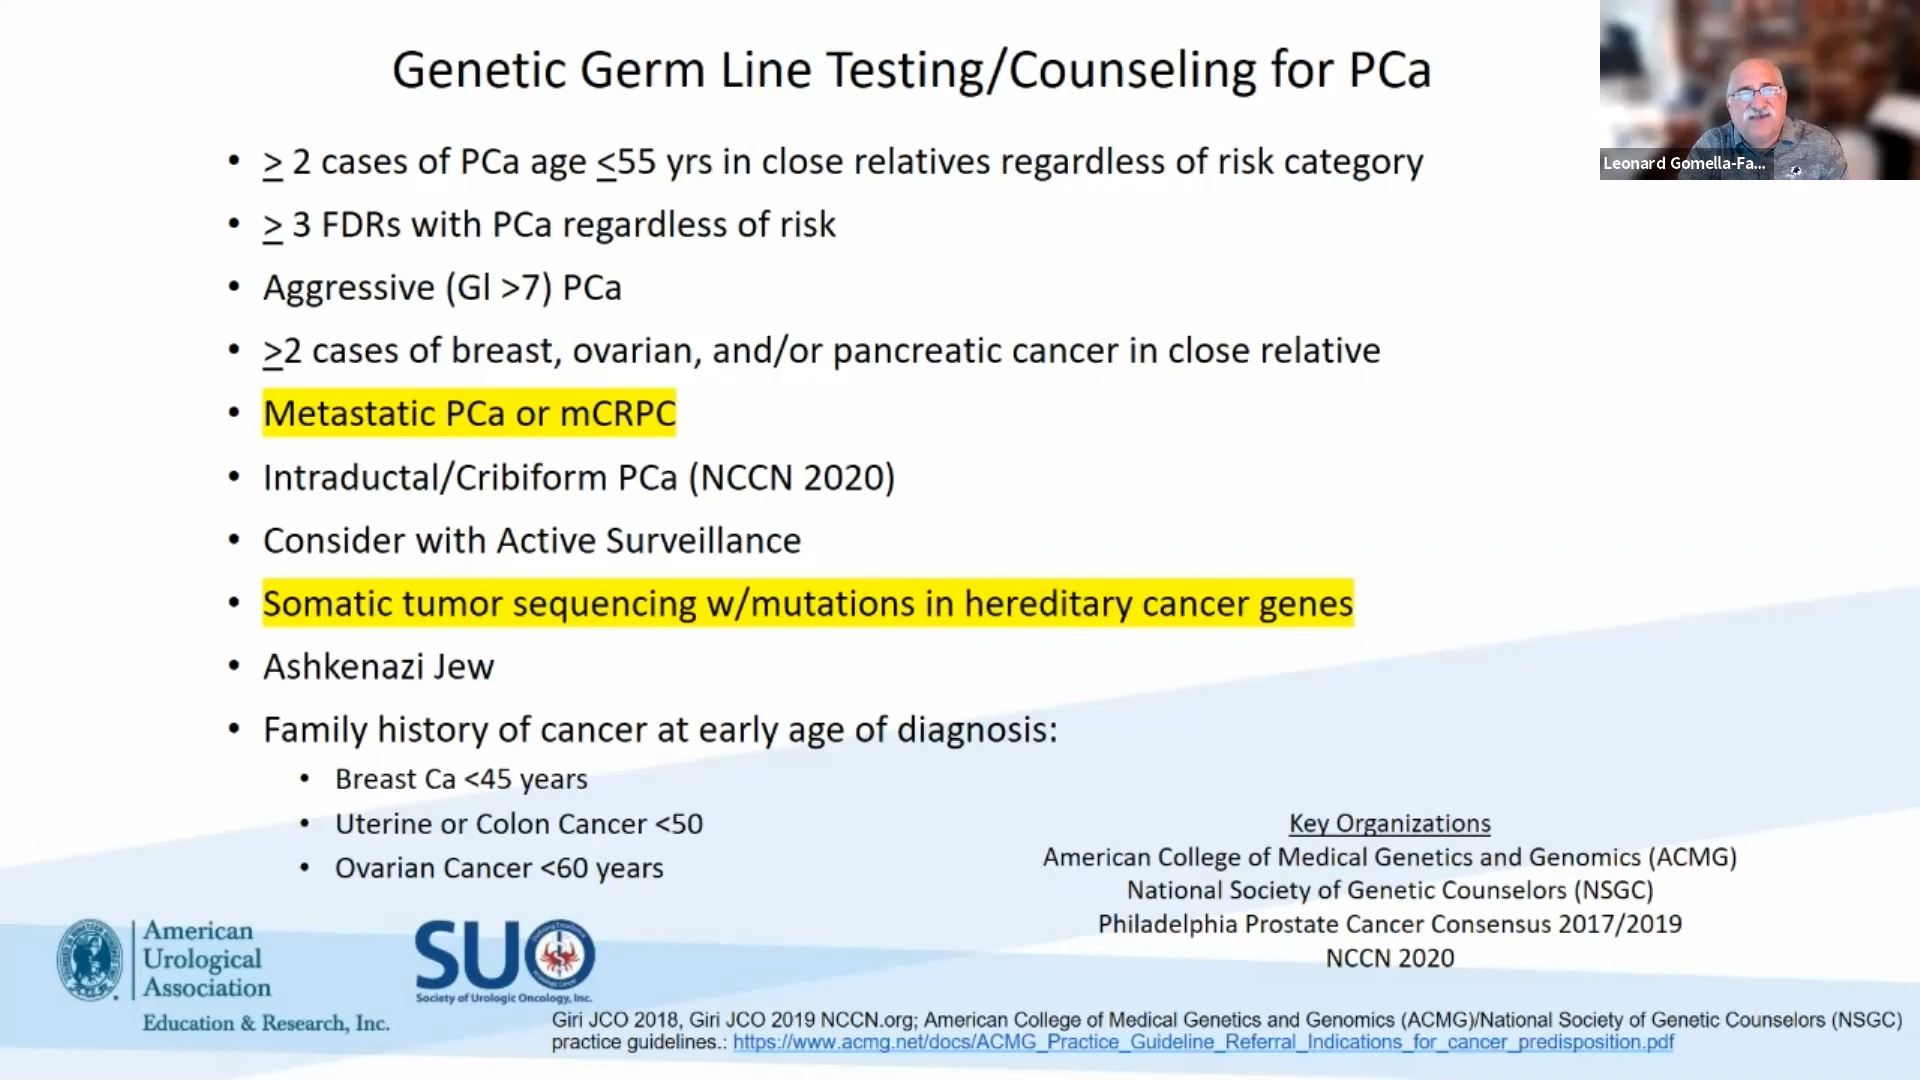 Genetic Germ Line Testing/Counseling for PCa
Leonard Gomella-Fa...
• > 2 cases of PCa age <55 yrs in close relatives regardless of risk category
• > 3 FDRs with PCa regardless of risk
• Aggressive (Gl >7) PCa
• >2 cases of breast, ovarian, and/or pancreatic cancer in close relative
• Metastatic PCa or mCRPC
• Intraductal/Cribiform PCa (NCCN 2020)
• Consider with Active Surveillance
• Somatic tumor sequencing w/mutations in hereditary cancer genes
• Ashkenazi Jew
• Family history of cancer at early age of diagnosis:
• Breast Ca <45 years
• Uterine or Colon Cancer <50
• Ovarian Cancer <60 years
Key Organizations
American College of Medical Genetics and Genomics (ACMG)
National Society of Genetic Counselors (NSGC)
Philadelphia Prostate Cancer Consensus 2017/2019
NCCN 2020
American
Urological
Association
Education & Research, Inc.
SUO
Society of Urologic Oncology, Inc.
Giri JCO 2018, Giri JCO 2019 NCCN.org; American College of Medical Genetics and Genomics (ACMG)/National Society of Genetic Counselors (NSGC)
practice guidelines.: https://www.acmg.net/docs/ACMG_Practice_Guideline_Referral_Indications_for_cancer_predisposition.pdf